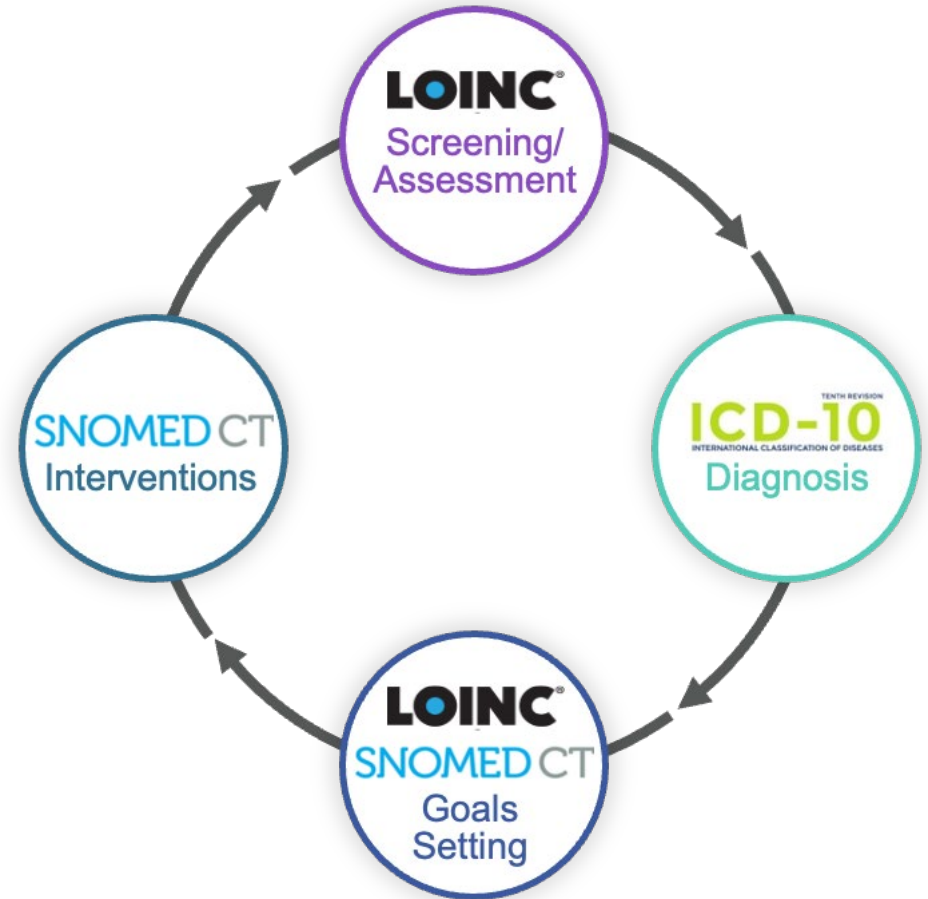 LOINC®
Screening/
Assessment
TENTH REVISION
ICD-10
INTERNATIONAL CLASSIFICATION OF DISEASES
Diagnosis
LOINC®
SNOMED CT
Goals
Setting
SNOMED CT
Interventions